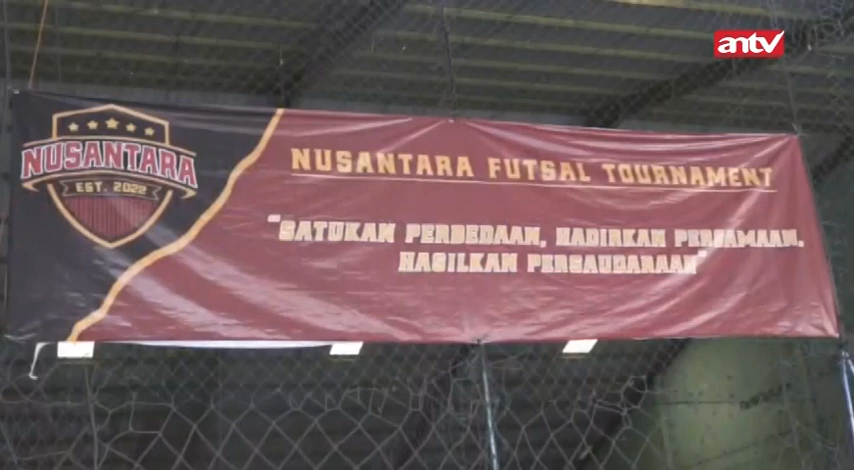 antv
NUSANTARA
EST. 2022
NUSANTARA FUTSAL TOURNAMENT
"SATUKAN PERBEDAAN, HADIRKAN PERSAMAAN,
HASILKAN PERSAUDARAAN"